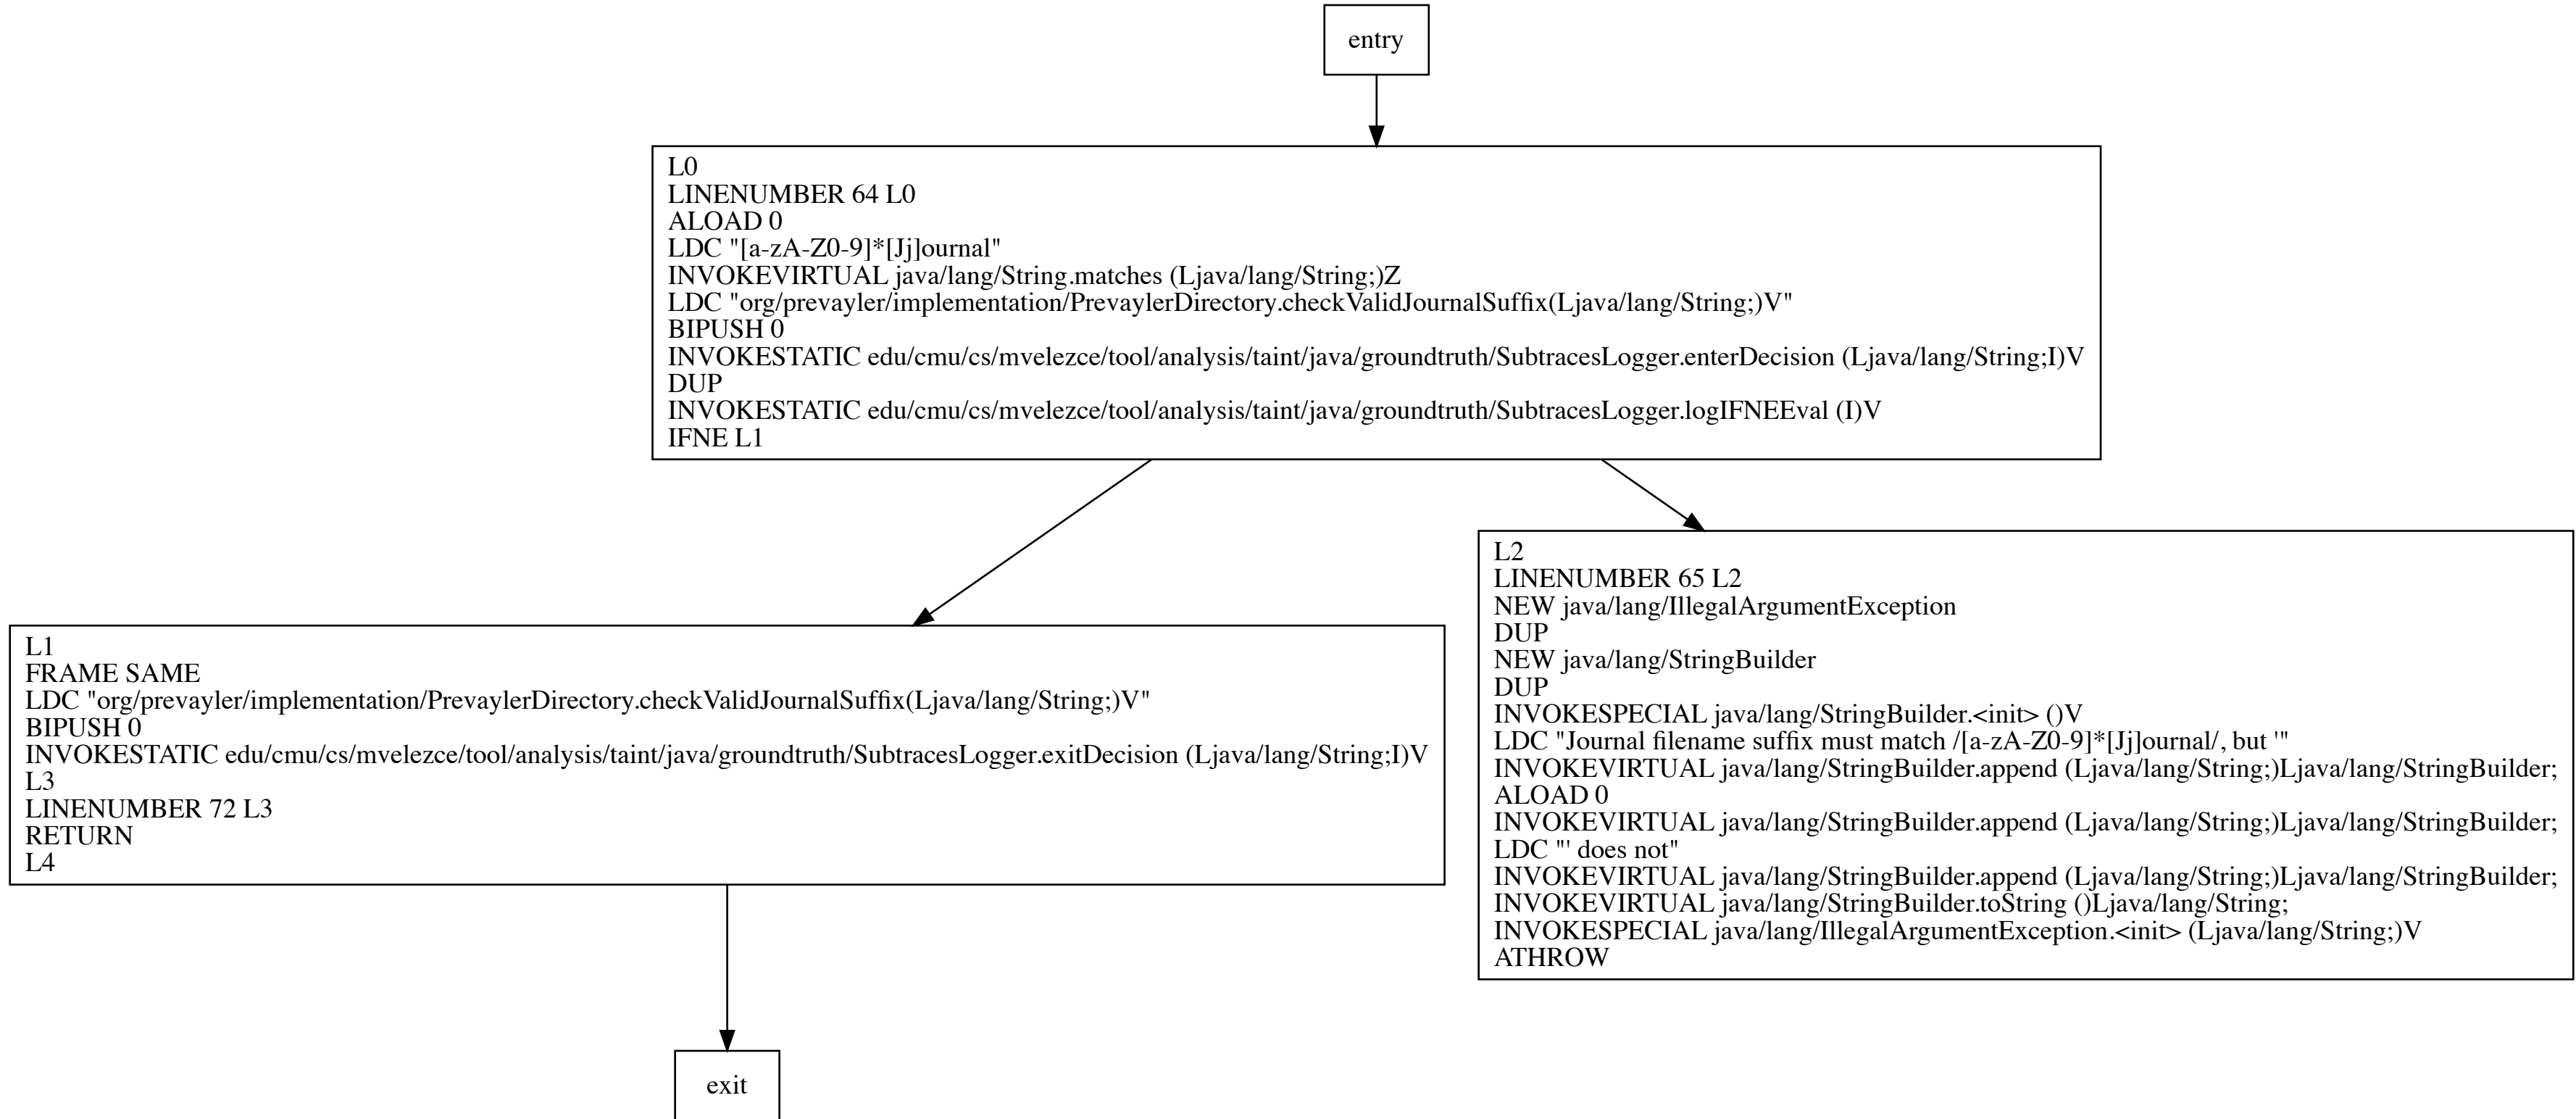 entry
L0
LINENUMBER 64 L0
ALOAD 0
LDC "[a-zA-Z0-9]*[Jj]ournal"
INVOKEVIRTUAL java/lang/String.matches (Ljava/lang/String;)Z
LDC "org/prevayler/implementation/PrevaylerDirectory.checkValidJournalSuffix(Ljava/lang/String;)V"
BIPUSH 0
INVOKESTATIC edu/cmu/cs/mvelezce/tool/analysis/taint/java/groundtruth/SubtracesLogger.enterDecision (Ljava/lang/String;I)V
DUP
INVOKESTATIC edu/cmu/cs/mvelezce/tool/analysis/taint/java/groundtruth/SubtracesLogger.logIFNEEval (I)V
IFNE L1
L1
FRAME SAME
LDC "org/prevayler/implementation/PrevaylerDirectory.checkValidJournalSuffix(Ljava/lang/String;)V"
BIPUSH 0
INVOKESTATIC edu/cmu/cs/mvelezce/tool/analysis/taint/java/groundtruth/SubtracesLogger.exitDecision (Ljava/lang/String;I)V
L3
LINENUMBER 72 L3
RETURN
L4
L2
LINENUMBER 65 L2
NEW java/lang/IllegalArgumentException
DUP
NEW java/lang/StringBuilder
DUP
INVOKESPECIAL java/lang/StringBuilder.<init> ()V
LDC "Journal filename suffix must match /[a-zA-Z0-9]*[Jj]ournal/, but '"
INVOKEVIRTUAL java/lang/StringBuilder.append (Ljava/lang/String;)Ljava/lang/StringBuilder;
ALOAD 0
INVOKEVIRTUAL java/lang/StringBuilder.append (Ljava/lang/String;)Ljava/lang/StringBuilder;
LDC "' does not"
INVOKEVIRTUAL java/lang/StringBuilder.append (Ljava/lang/String;)Ljava/lang/StringBuilder;
INVOKEVIRTUAL java/lang/StringBuilder.toString ()Ljava/lang/String;
INVOKESPECIAL java/lang/IllegalArgumentException.<init> (Ljava/lang/String;)V
ATHROW
exit